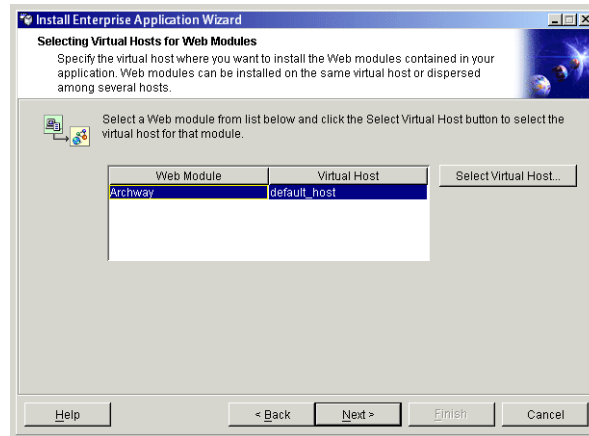 Install Enterprise Application Wizard
Selecting Virtual Hosts for Web Modules
Specify the virtual host where you want to install the Web modules contained in your
application. Web modules can be installed on the same virtual host or dispersed
among several hosts.
Select a Web module from list below and click the Select Virtual Host button to select the
virtual host for that module.
Web Module Virtual Host Select Virtual Host...
Archway default_host
Help < Back Next > Finish Cancel